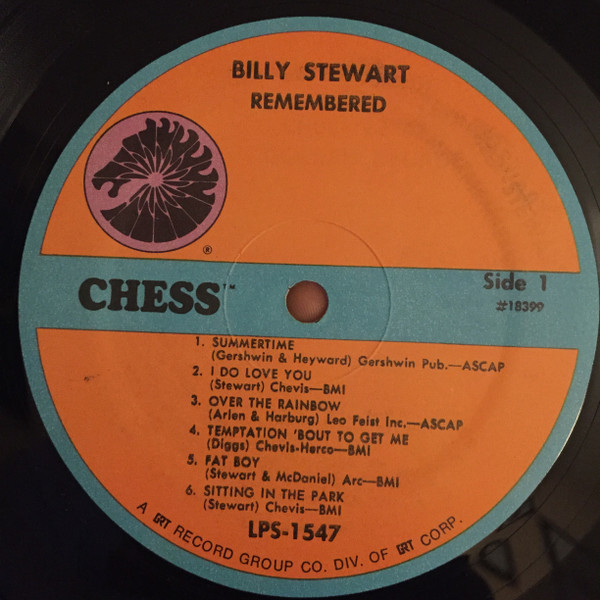 BILLY STEWART
REMEMBERED
®
CHESS™
Side 1
#18399
1. SUMMERTIME
(Gershwin & Heyward) Gershwin Pub.—ASCAP
2. I DO LOVE YOU
(Stewart) Chevis—BMI
3. OVER THE RAINBOW
(Arlen & Harburg) Leo Feist Inc.—ASCAP
4. TEMPTATION 'BOUT TO GET ME
(Diggs) Chevis-Herco—BMI
5. FAT BOY
(Stewart & McDaniel) Arc—BMI
6. SITTING IN THE PARK
(Stewart) Chevis—BMI
LPS-1547
A GRT RECORD GROUP CO. DIV. OF GRT CORP.